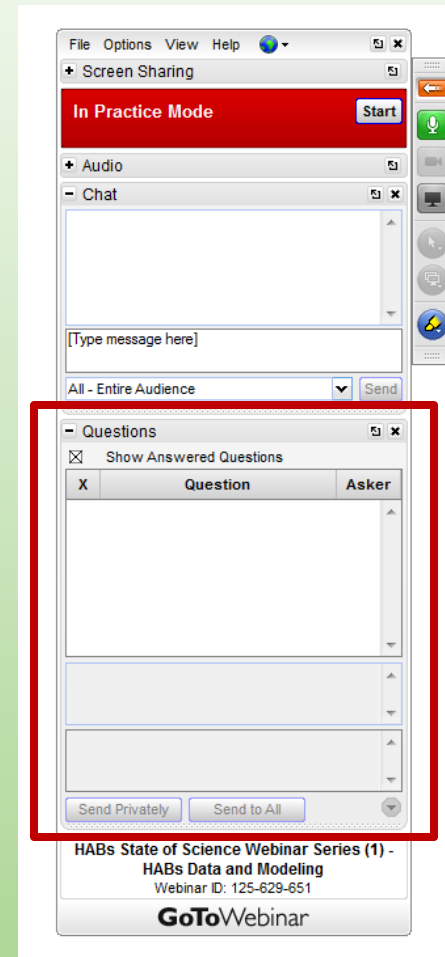 File Options View Help
Screen Sharing
In Practice Mode Start
Audio
Chat
[Type message here]
All - Entire Audience Send
Questions
Show Answered Questions
X Question Asker
Send Privately Send to All
HABs State of Science Webinar Series (1) -
HABs Data and Modeling
Webinar ID: 125-629-651
GoToWebinar